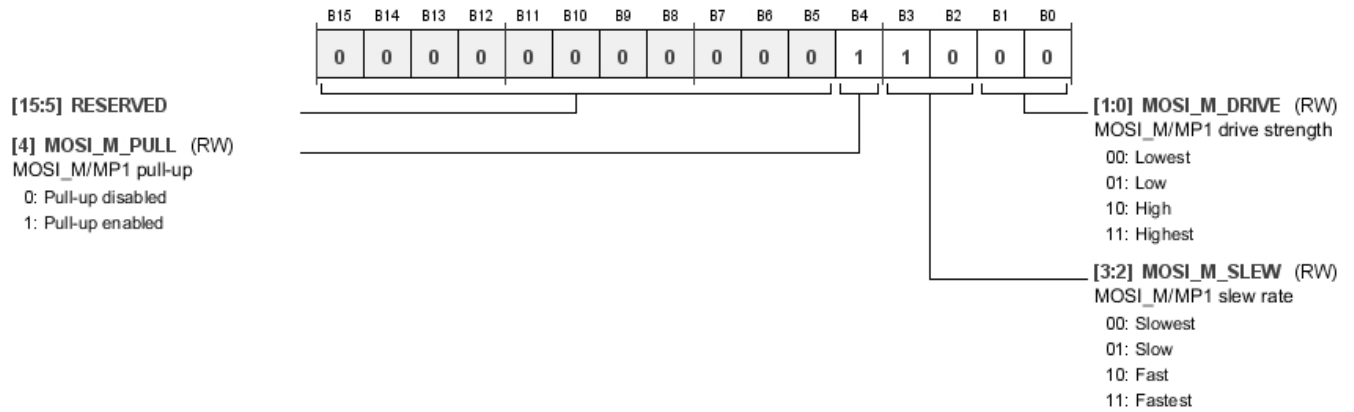 B15 B14 B13 B12 B11 B10 B9 B8 B7 B6 B5 B4 B3 B2 B1 B0
0 0 0 0 0 0 0 0 0 0 0 1 1 0 0 0
[15:5] RESERVED
[4] MOSI_M_PULL (RW)
MOSI_M/MP1 pull-up
0: Pull-up disabled
1: Pull-up enabled
[1:0] MOSI_M_DRIVE (RW)
MOSI_M/MP1 drive strength
00: Lowest
01: Low
10: High
11: Highest
[3:2] MOSI_M_SLEW (RW)
MOSI_M/MP1 slew rate
00: Slowest
01: Slow
10: Fast
11: Fastest